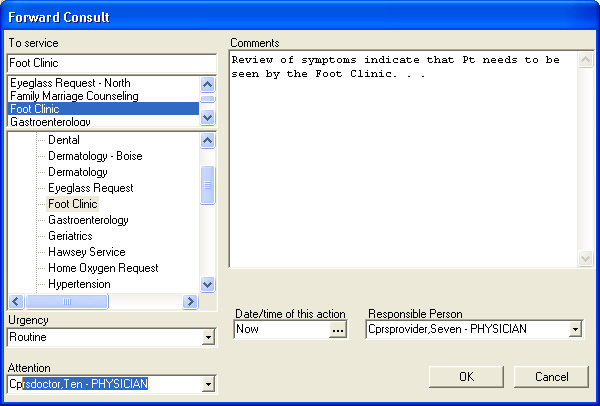 Forward Consult
To service
Foot Clinic
Eyeglass Request - North
Family Marriage Counseling
Foot Clinic
Gastroenterology
Dental
Dermatology - Boise
Dermatology
Eyeglass Request
Foot Clinic
Gastroenterology
Geriatrics
Hawsey Service
Home Oxygen Request
Hypertension
Urgency
Routine
Attention
Cprsdoctor,Ten - PHYSICIAN
Comments
Review of symptoms indicate that Pt needs to be
seen by the Foot Clinic. . .
Date/time of this action
Now
...
Responsible Person
Cprsprovider,Seven - PHYSICIAN
OK
Cancel